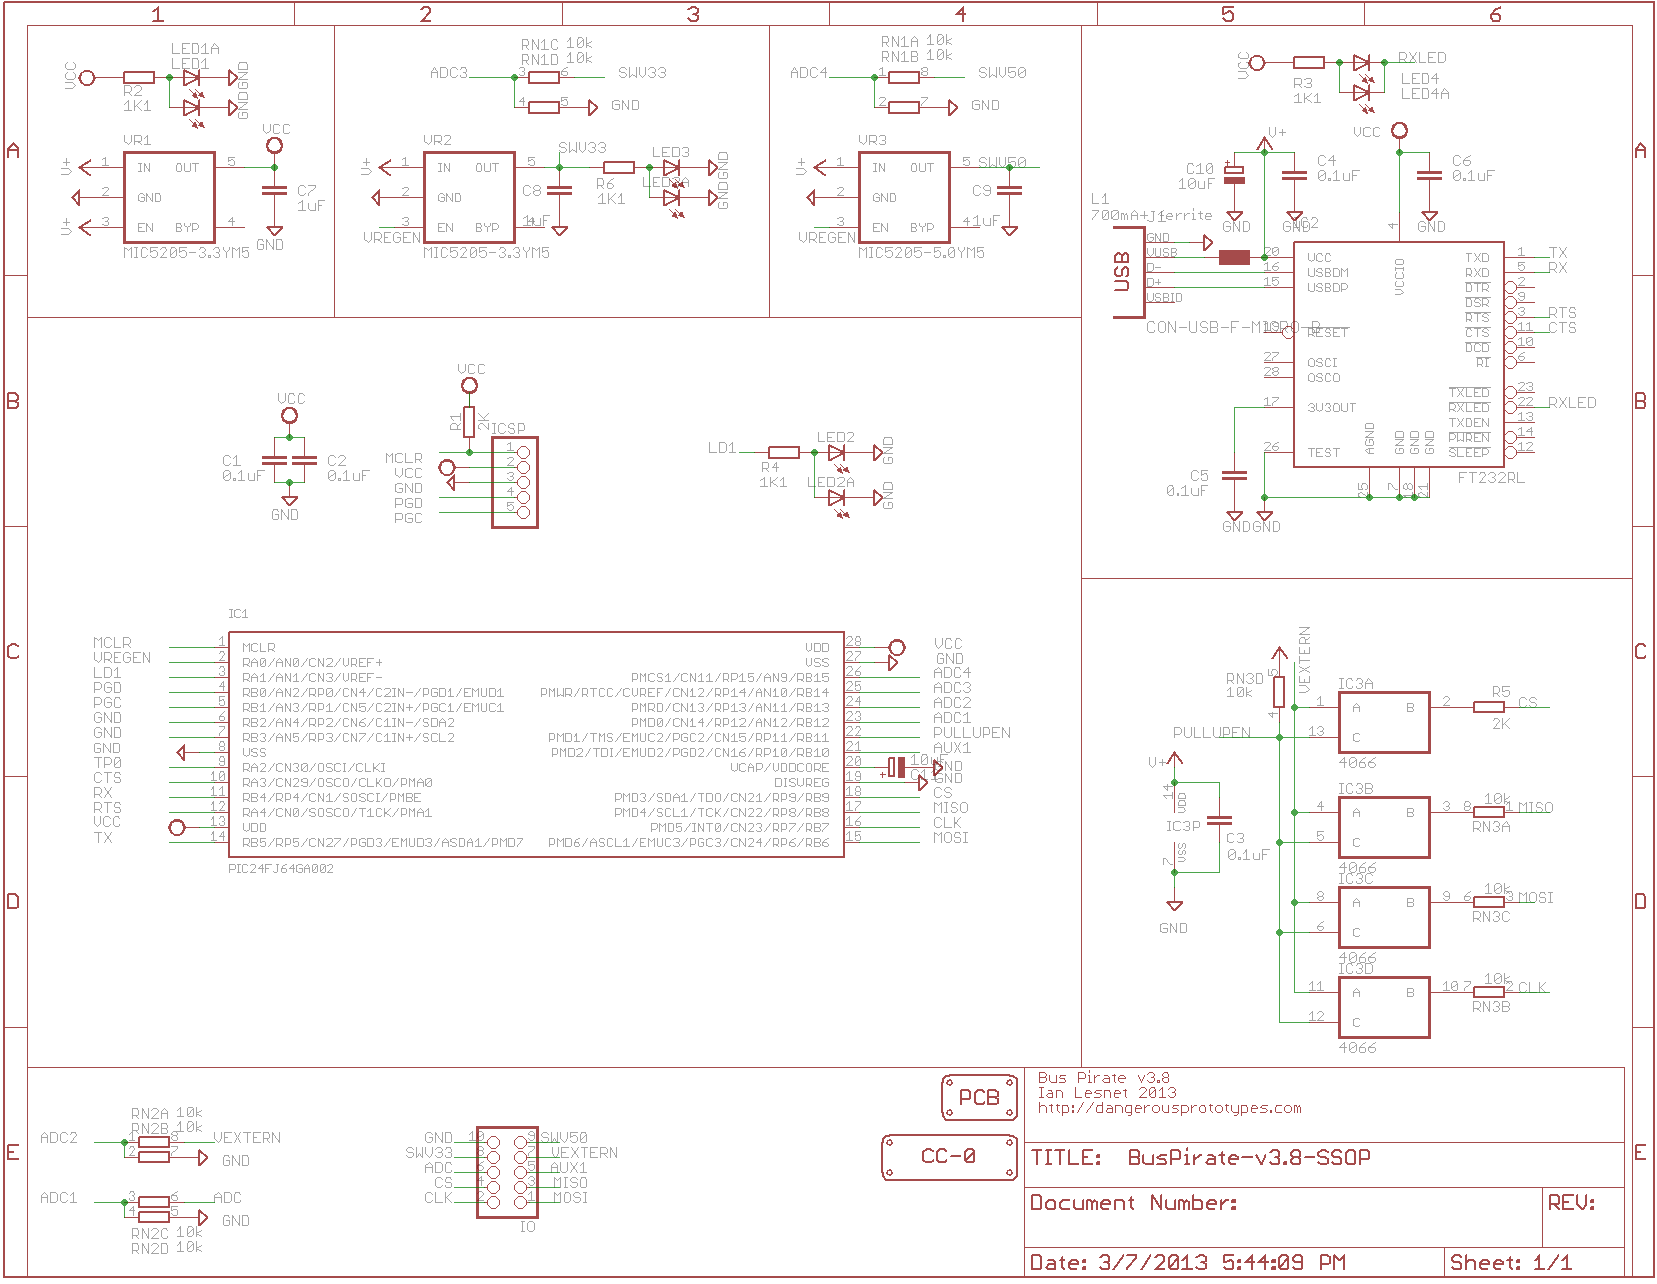 1 2 3 4 5 6
A
LED1A
LED1
VCC
R2
1K1
GND
GND
VR1
VCC
V+ 1 IN OUT 5
2 GND
V+ 3 EN BYP 4
C7
1uF
GND
MIC5205-3.3YM5
RN1C 10k
RN1D 10k
ADC3 3 6 SWV33
4 5 GND
VR2
SWV33
V+ 1 IN OUT 5
2 GND
3 EN BYP 4
VREGEN
C8
1uF
R6
1K1
LED3
LED3A
GND
GND
MIC5205-3.3YM5
RN1A 10k
RN1B 10k
ADC4 1 8 SWV50
2 7 GND
VR3
V+ 1 IN OUT 5 SWV50
2 GND
3 EN BYP 4
VREGEN
C9
1uF
MIC5205-5.0YM5
VCC
R3
1K1
RXLED
LED4
LED4A
V+
VCC
C10
10uF
C4
0.1uF
C6
0.1uF
GND
GND
GND
L1
700mA+ferrite
J1
USB
GND
VUSB
D-
D+
USBID
CON-USB-F-MICRO-R
IC2
20 VCC
16 USBDM
15 USBDP
19 RESET
27 OSCI
28 OSCO
17 3V3OUT
26 TEST
4 VCCIO
TXD 1 TX
RXD 5 RX
DTR 2
DSR 9
RTS 3 RTS
CTS 11 CTS
DCD 10
RI 6
TXLED 23
RXLED 22 RXLED
TXDEN 13
PWREN 14
SLEEP 12
AGND GND GND GND
25 7 18 21
FT232RL
C5
0.1uF
GND GND
A
B
VCC
C1
0.1uF
C2
0.1uF
GND
VCC
R1
2K
ICSP
MCLR 1
VCC 2
GND 3
PGD 4
PGC 5
LD1
R4
1K1
LED2
LED2A
GND
GND
B
C
IC1
MCLR 1 MCLR
VREGEN 2 RA0/AN0/CN2/VREF+
LD1 3 RA1/AN1/CN3/VREF-
PGD 4 RB0/AN2/RP0/CN4/C2IN-/PGD1/EMUD1
PGC 5 RB1/AN3/RP1/CN5/C2IN+/PGC1/EMUC1
GND 6 RB2/AN4/RP2/CN6/C1IN-/SDA2
GND 7 RB3/AN5/RP3/CN7/C1IN+/SCL2
GND 8 VSS
TP0 9 RA2/CN30/OSCI/CLKI
CTS 10 RA3/CN29/OSCO/CLKO/PMA0
RX 11 RB4/RP4/CN1/SOSCI/PMBE
RTS 12 RA4/CN0/SOSCO/T1CK/PMA1
VCC 13 VDD
TX 14 RB5/RP5/CN27/PGD3/EMUD3/ASDA1/PMD7
VDD 28 VCC
VSS 27 GND
PMCS1/CN11/RP15/AN9/RB15 26 ADC4
PMWR/RTCC/CVREF/CN12/RP14/AN10/RB14 25 ADC3
PMRD/CN13/RP13/AN11/RB13 24 ADC2
PMD0/CN14/RP12/AN12/RB12 23 ADC1
PMD1/TMS/EMUC2/PGC2/CN15/RP11/RB11 22 PULLUPEN
PMD2/TDI/EMUD2/PGD2/CN16/RP10/RB10 21 AUX1
VCAP/VDDCORE 20 10uF GND
DISVREG 19 GND
PMD3/SDA1/TDO/CN21/RP9/RB9 18 CS
PMD4/SCL1/TCK/CN22/RP8/RB8 17 MISO
PMD5/INT0/CN23/RP7/RB7 16 CLK
PMD6/ASCL1/EMUC3/PGC3/CN24/RP6/RB6 15 MOSI
PIC24FJ64GA002
C
D
RN3D
10k
5
4
VEXTERN
PULLUPEN
V+
14 VDD
IC3P
7 VSS
C3
0.1uF
GND
IC3A
1 A B 2
13 C
4066
R5
2K
CS
IC3B
4 A B 3
5 C
4066
8 10k 1 MISO
RN3A
IC3C
8 A B 9
6 C
4066
6 10k 3 MOSI
RN3C
IC3D
11 A B 10
12 C
4066
7 10k 2 CLK
RN3B
D
E
RN2A 10k
RN2B 10k
ADC2 1 8 VEXTERN
2 7 GND
ADC1 3 6 ADC
4 5 GND
RN2C 10k
RN2D 10k
GND 10 9 SWV50
SWV33 8 7 VEXTERN
ADC 6 5 AUX1
CS 4 3 MISO
CLK 2 1 MOSI
IO
PCB
CC-0
Bus Pirate v3.8
Ian Lesnet 2013
http://dangerousprototypes.com
TITLE: BusPirate-v3.8-SSOP
Document Number:
REV:
Date: 3/7/2013 5:44:09 PM
Sheet: 1/1
E